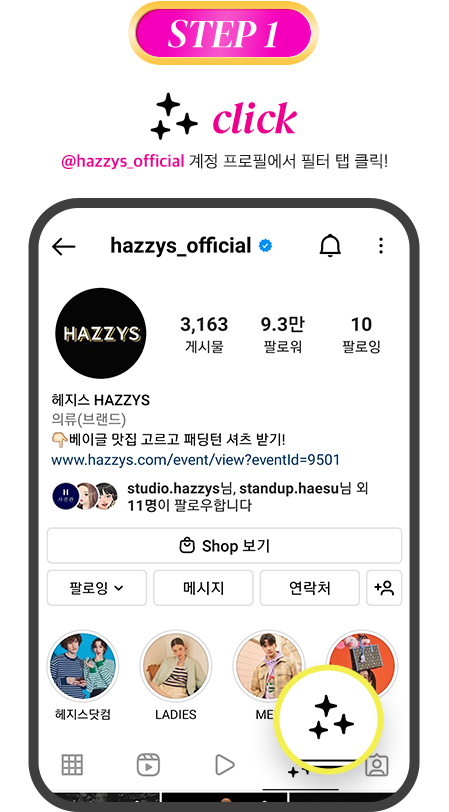 STEP 1
click
@hazzys_official 계정 프로필에서 필터 탭 클릭!
hazzys_official
HAZZYS
3,163 9.3만 10
게시물 팔로워 팔로잉
헤지스 HAZZYS
의류(브랜드)
👇🏻베이글 맛집 고르고 패딩턴 셔츠 받기!
www.hazzys.com/event/view?eventId=9501
H
사진관
studio.hazzys님, standup.haesu님 외
11명이 팔로우합니다
Shop 보기
팔로잉 메시지 연락처
헤지스닷컴 LADIES ME